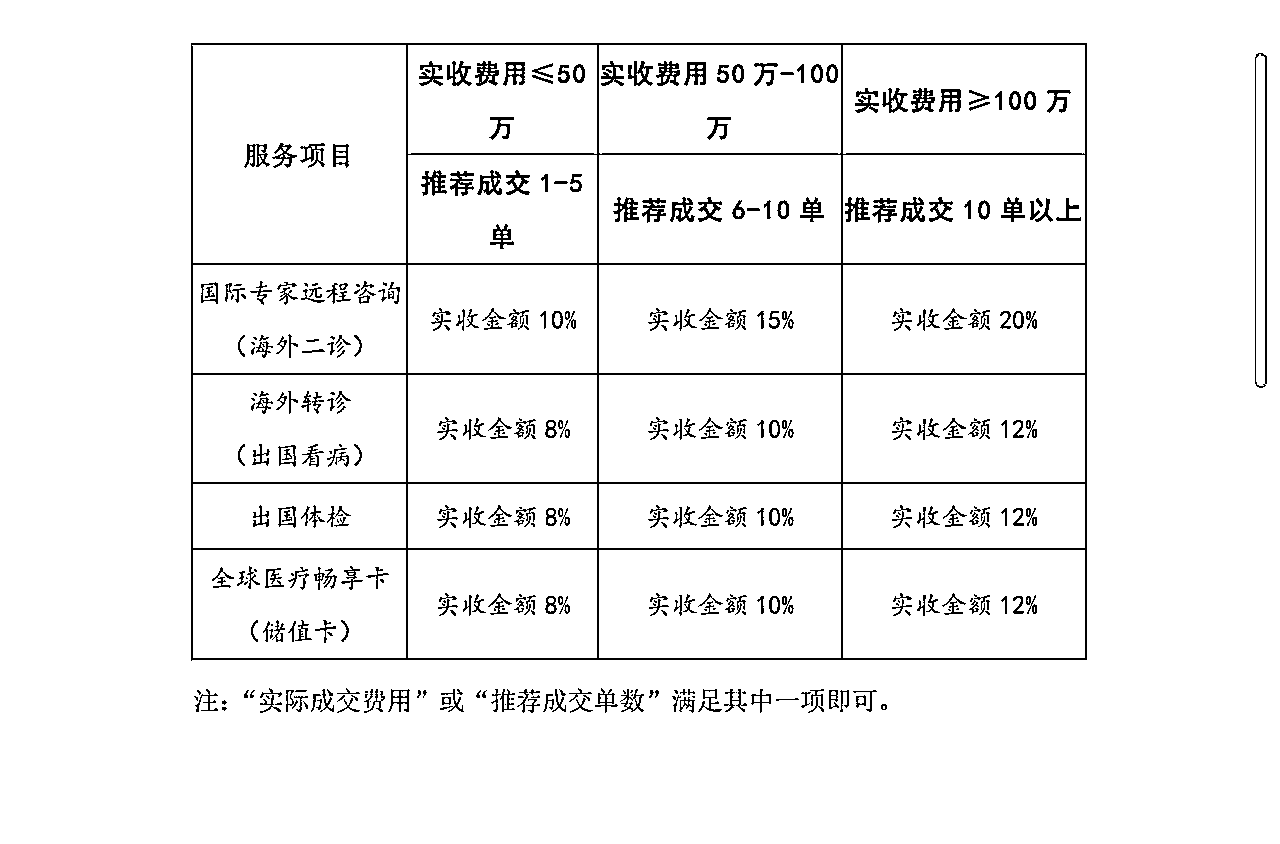 服务项目
实收费用≤50
万
实收费用 50 万-100
万
实收费用≥100 万
推荐成交 1-5
单
推荐成交 6-10 单
推荐成交 10 单以上
国际专家远程咨询
（海外二诊）
实收金额 10%
实收金额 15%
实收金额 20%
海外转诊
（出国看病）
实收金额 8%
实收金额 10%
实收金额 12%
出国体检
实收金额 8%
实收金额 10%
实收金额 12%
全球医疗畅享卡
（储值卡）
实收金额 8%
实收金额 10%
实收金额 12%
注：“实际成交费用”或“推荐成交单数”满足其中一项即可。